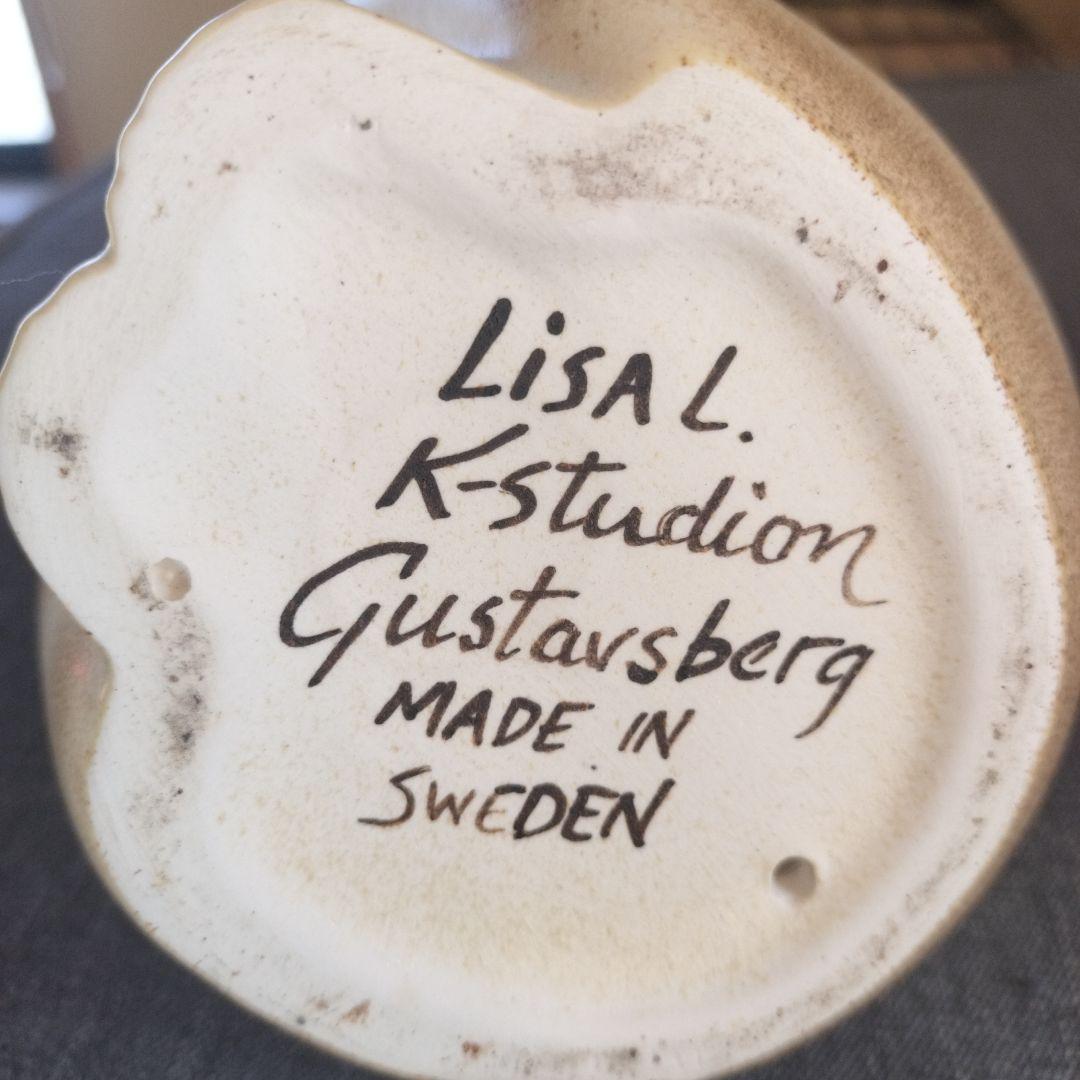 LiSA L.
K-studion
Gustavsberg
MADE IN
SWEDEN